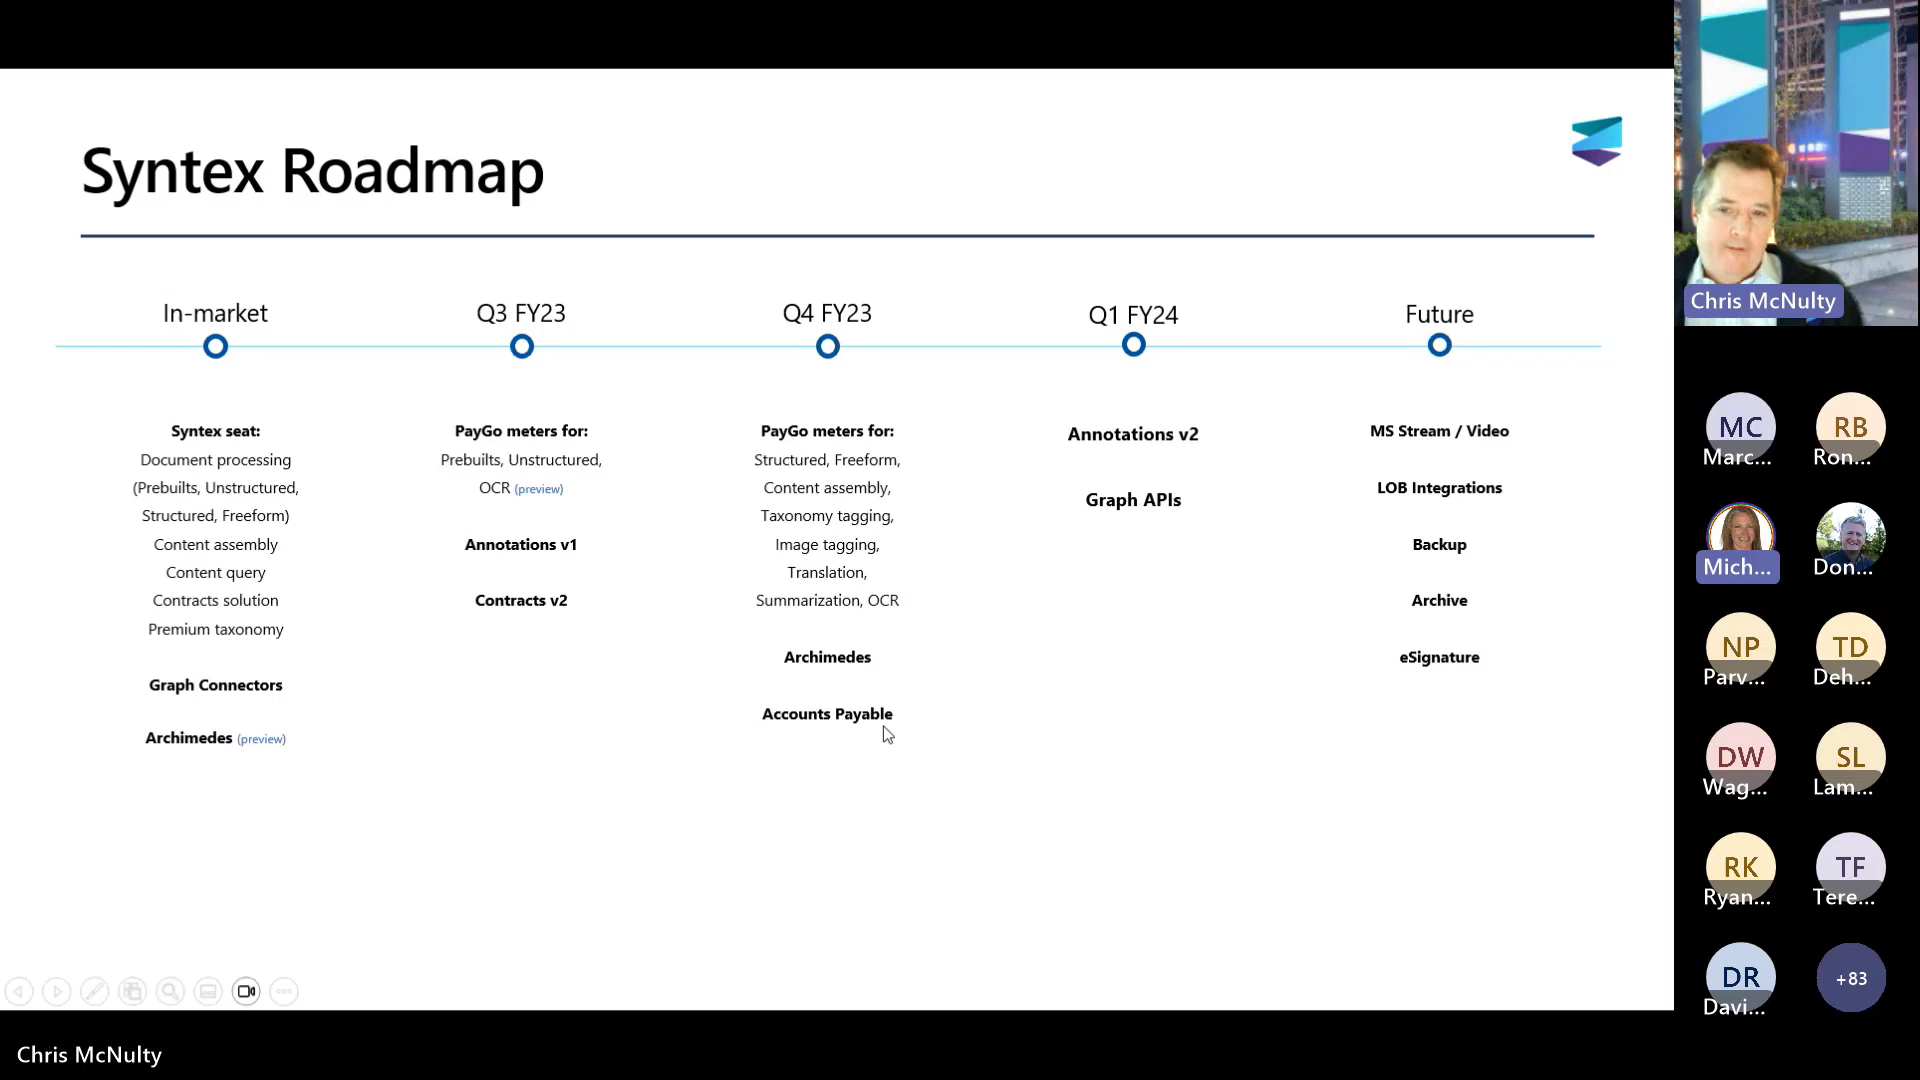 Syntex Roadmap
In-market
Syntex seat:
Document processing
(Prebuilts, Unstructured,
Structured, Freeform)
Content assembly
Content query
Contracts solution
Premium taxonomy
Graph Connectors
Archimedes (preview)
Q3 FY23
PayGo meters for:
Prebuilts, Unstructured,
OCR (preview)
Annotations v1
Contracts v2
Q4 FY23
PayGo meters for:
Structured, Freeform,
Content assembly,
Taxonomy tagging,
Image tagging,
Translation,
Summarization, OCR
Archimedes
Accounts Payable
Q1 FY24
Annotations v2
Graph APIs
Future
MS Stream / Video
LOB Integrations
Backup
Archive
eSignature
Chris McNulty
MC
Marc...
RB
Ron...
Mich...
Don...
NP
Parv...
TD
Deh...
DW
Wag...
SL
Lam...
RK
Ryan...
TF
Tere...
DR
Davi...
+83
Chris McNulty